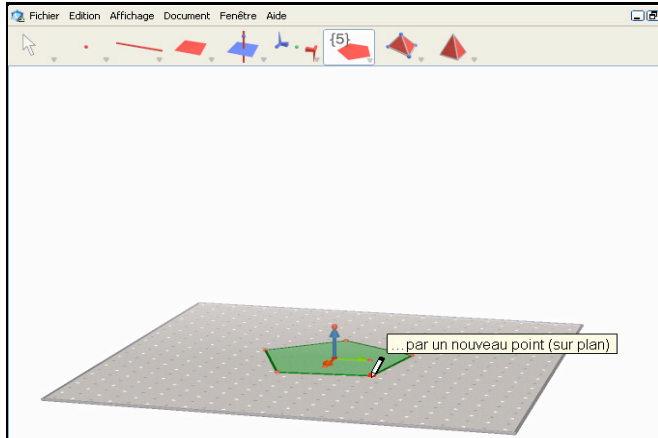 Fichier Edition Affichage Document Fenêtre Aide
{5}
...par un nouveau point (sur plan)